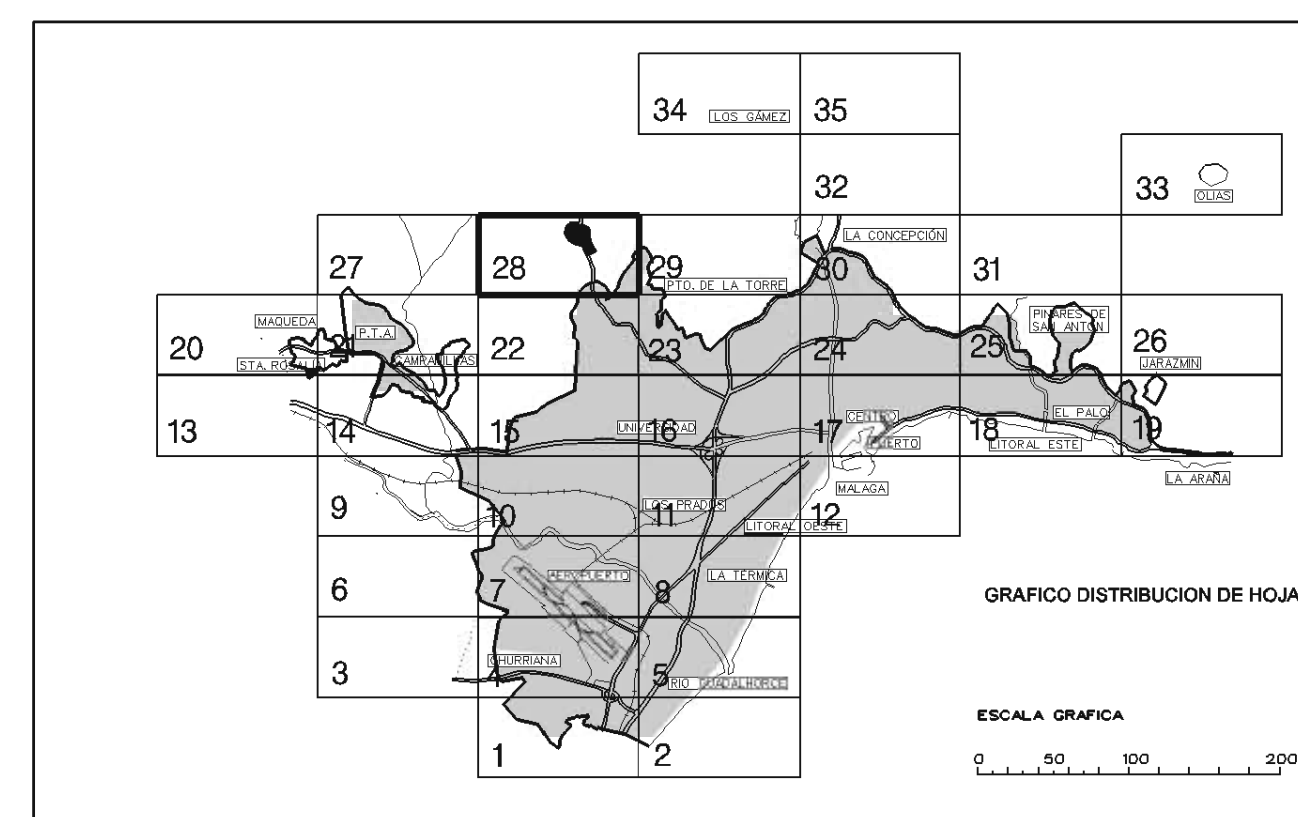 34 LOS GÁMEZ 35
32
33
OLIAS
LA CONCEPCIÓN
27 28 29 30 31
PTO. DE LA TORRE
MAQUEDA
P.T.A.
PINARES DE
SAN ANTÓN
20
STA. ROSALIA
CAMPANILLAS
22 23 24 25 26
JARAZMIN
EL PALO
CENTRO
13 14 15
UNIVERSIDAD
16 17
PUERTO
18
LITORAL ESTE
19
LA ARAÑA
MALAGA
9 10
LOS PRADOS
11
LITORAL OESTE
12
AEROPUERTO
LA TÉRMICA
6 7 8
GRAFICO DISTRIBUCION DE HOJA
CHURRIANA
3
5
RIO GUADALHORCE
ESCALA GRAFICA
0 50 100 200
1 2